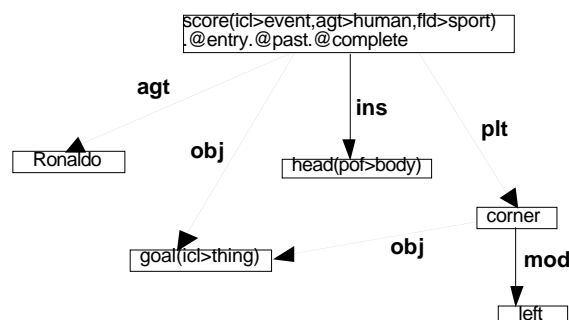 score(icl>event,agt>human,fld>sport)
.@entry.@past.@complete
agt
ins
obj
plt
Ronaldo
head(pof>body)
corner
goal(icl>thing)
obj
mod
left